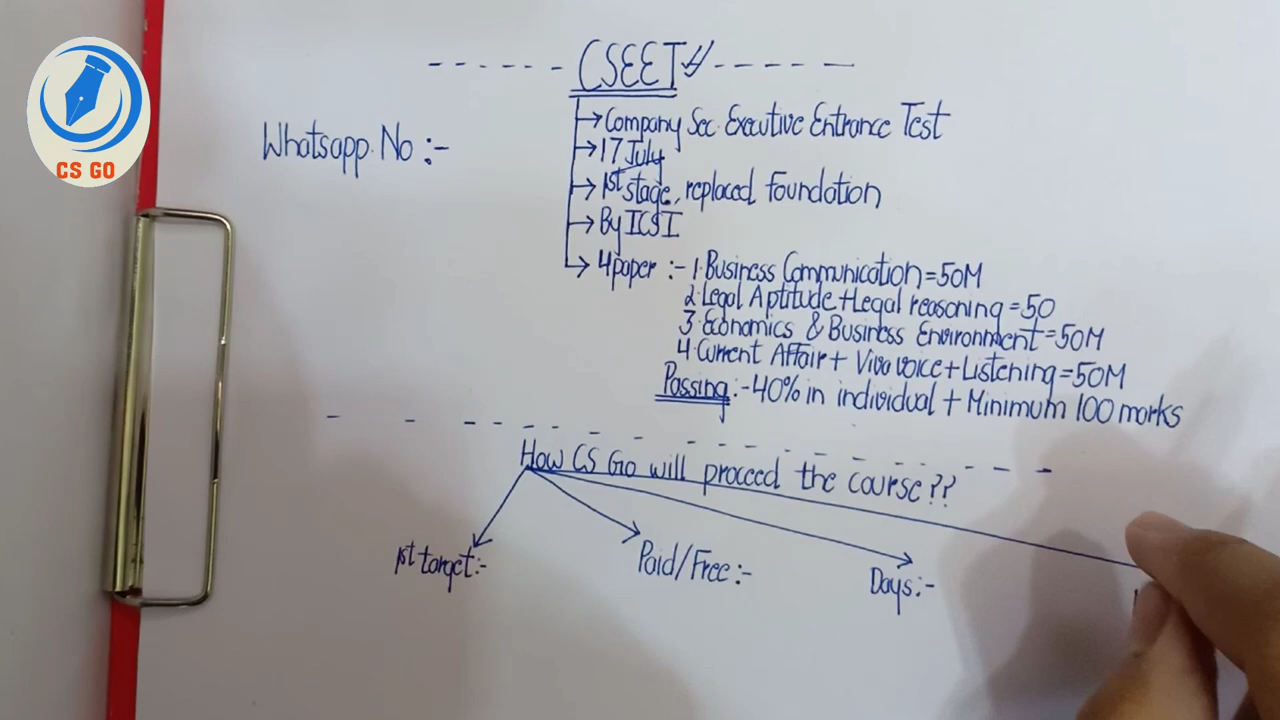 CS GO
CSEET
Whatsapp No :-
→ Company Sec. Executive Entrance Test
→ 17 July
→ 1st stage, replaced Foundation
→ By ICSI
→ 4 paper :- 1. Business Communication = 50M
2. Legal Aptitude + Legal reasoning = 50
3. Economics & Business Environment = 50M
4. Current Affair + Viva voice + Listening = 50M
Passing :- 40% in individual + Minimum 100 marks
How CS Go will proceed the course??
1st target :-
Paid/Free :-
Days :-